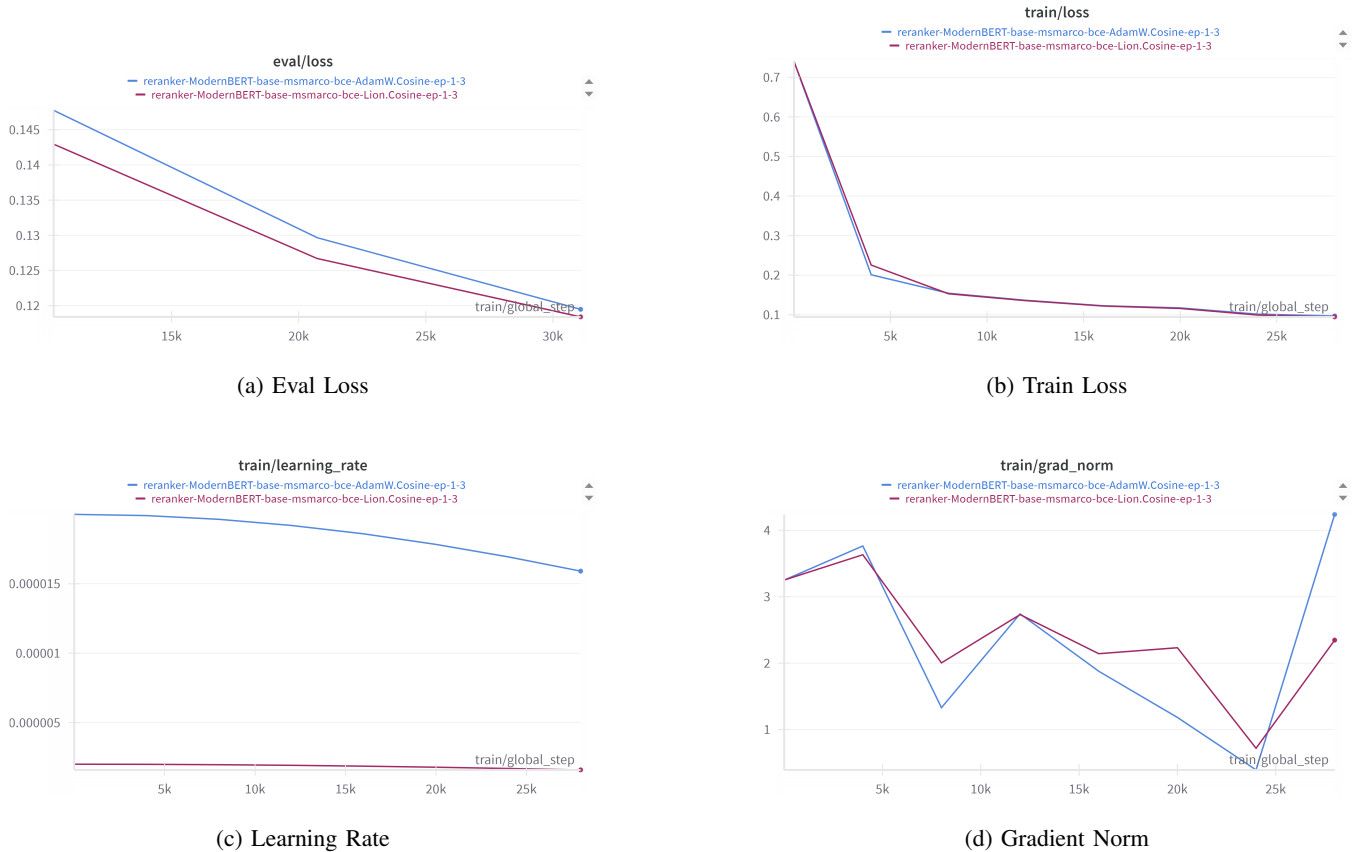 eval/loss
reranker-ModernBERT-base-msmarco-bce-AdamW.Cosine-ep-1-3
reranker-ModernBERT-base-msmarco-bce-Lion.Cosine-ep-1-3
0.145
0.14
0.135
0.13
0.125
0.12
train/global_step
15k 20k 25k 30k
(a) Eval Loss
train/loss
reranker-ModernBERT-base-msmarco-bce-AdamW.Cosine-ep-1-3
reranker-ModernBERT-base-msmarco-bce-Lion.Cosine-ep-1-3
0.7
0.6
0.5
0.4
0.3
0.2
0.1
train/global_step
5k 10k 15k 20k 25k
(b) Train Loss
train/learning_rate
reranker-ModernBERT-base-msmarco-bce-AdamW.Cosine-ep-1-3
reranker-ModernBERT-base-msmarco-bce-Lion.Cosine-ep-1-3
0.000015
0.00001
0.000005
train/global_step
5k 10k 15k 20k 25k
(c) Learning Rate
train/grad_norm
reranker-ModernBERT-base-msmarco-bce-AdamW.Cosine-ep-1-3
reranker-ModernBERT-base-msmarco-bce-Lion.Cosine-ep-1-3
4
3
2
1
train/global_step
5k 10k 15k 20k 25k
(d) Gradient Norm